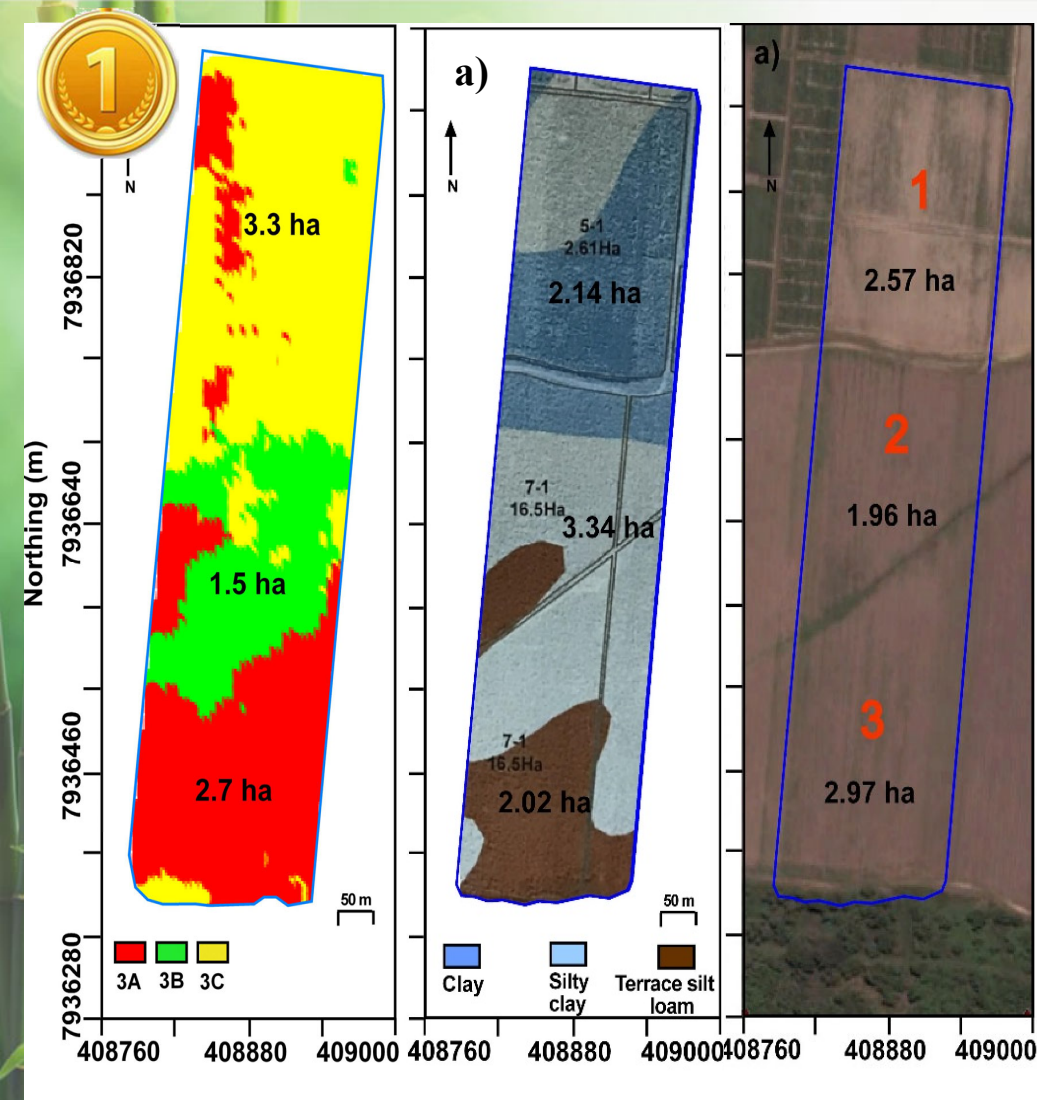 1
N
3.3 ha
1.5 ha
2.7 ha
50 m
3A 3B 3C
Northing (m)
7936820
7936640
7936460
7936280
408760 408880 409000
a)
N
5-1
2.61Ha
2.14 ha
7-1
16.5Ha
3.34 ha
7-1
16.5Ha
2.02 ha
50 m
Clay
Silty
clay
Terrace silt
loam
408760 408880 409000
a)
N
1
2.57 ha
2
1.96 ha
3
2.97 ha
408760 408880 409000